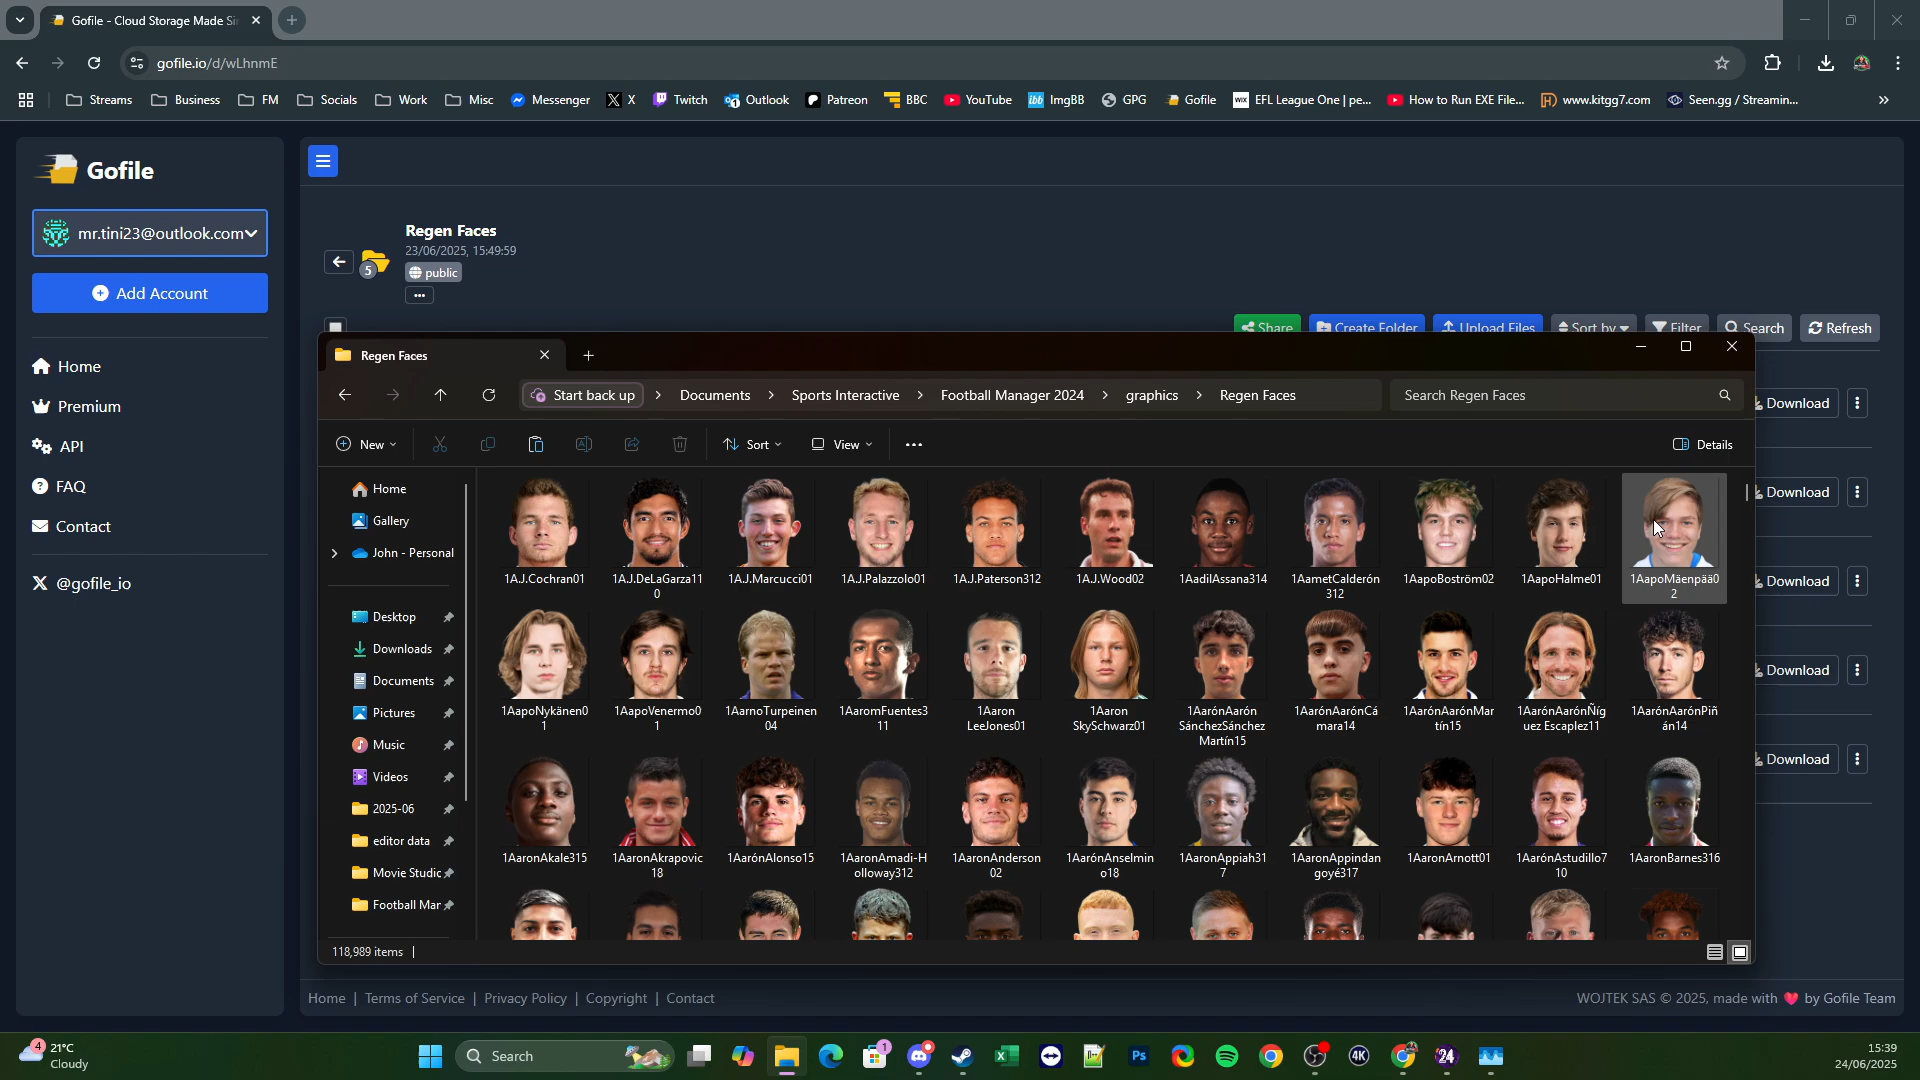 Gofile - Cloud Storage Made Si
gofile.io/d/wLhnmE
Streams
Business
FM
Socials
Work
Misc
Messenger
X
Twitch
Outlook
Patreon
BBC
YouTube
ImgBB
GPG
Gofile
EFL League One | pe...
How to Run EXE File...
www.kitgg7.com
Seen.gg / Streamin...
Gofile
mr.tini23@outlook.com
Add Account
Home
Premium
API
FAQ
Contact
@gofile_io
Regen Faces
23/06/2025, 15:49:59
5
public
Share
Create Folder
Upload Files
Sort by
Filter
Search
Refresh
Download
Download
Download
Download
Download
Regen Faces
Start back up
Documents
Sports Interactive
Football Manager 2024
graphics
Regen Faces
Search Regen Faces
New
Sort
View
Details
Home
Gallery
John - Personal
Desktop
Downloads
Documents
Pictures
Music
Videos
2025-06
editor data
Movie Studic
Football Mar
1A.J.Cochran01
1A.J.DeLaGarza11
0
1A.J.Marcucci01
1A.J.Palazzolo01
1A.J.Paterson312
1A.J.Wood02
1AadilAssana314
1AametCalderón
312
1AapoBoström02
1AapoHalme01
1AapoMäenpää0
2
1AapoNykänen0
1
1AapoVenermo0
1
1AarnoTurpeinen
04
1AaromFuentes3
11
1Aaron
LeeJones01
1Aaron
SkySchwarz01
1AarónAarón
SánchezSánchez
Martín15
1AarónAarónCá
mara14
1AarónAarónMar
tín15
1AarónAarónÑíg
uez Escaplez11
1AarónAarónPiñ
án14
1AaronAkale315
1AaronAkrapovic
18
1AarónAlonso15
1AaronAmadi-H
olloway312
1AaronAnderson
02
1AarónAnselmin
o18
1AaronAppiah31
7
1AaronAppindan
goyé317
1AaronArnott01
1AarónAstudillo7
10
1AaronBarnes316
118,989 items
Home | Terms of Service | Privacy Policy | Copyright | Contact
WOJTEK SAS © 2025, made with ❤ by Gofile Team
4
21°C
Cloudy
Search
1
Ps
4K
24
15:39
24/06/2025